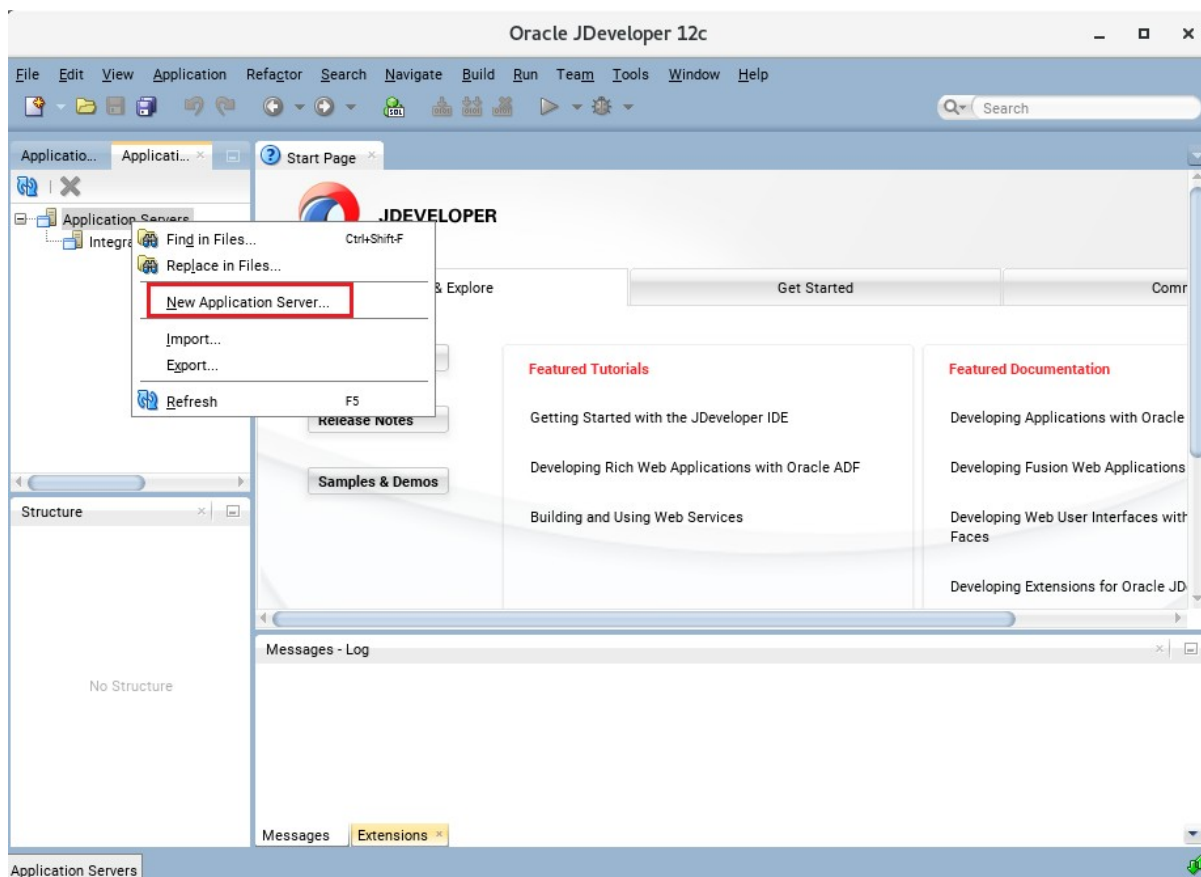 Oracle JDeveloper 12c
File Edit View Application Refactor Search Navigate Build Run Team Tools Window Help
Search
Applicatio... Applicati...
Start Page
Application Servers
JDEVELOPER
Integra
Find in Files... Ctrl+Shift-F
Replace in Files...
New Application Server...
Import...
Export...
Refresh F5
& Explore
Get Started
Comm
Featured Tutorials
Getting Started with the JDeveloper IDE
Developing Rich Web Applications with Oracle ADF
Building and Using Web Services
Featured Documentation
Developing Applications with Oracle
Developing Fusion Web Applications
Developing Web User Interfaces with
Faces
Developing Extensions for Oracle JD
Release Notes
Samples & Demos
Structure
No Structure
Messages - Log
Messages Extensions
Application Servers